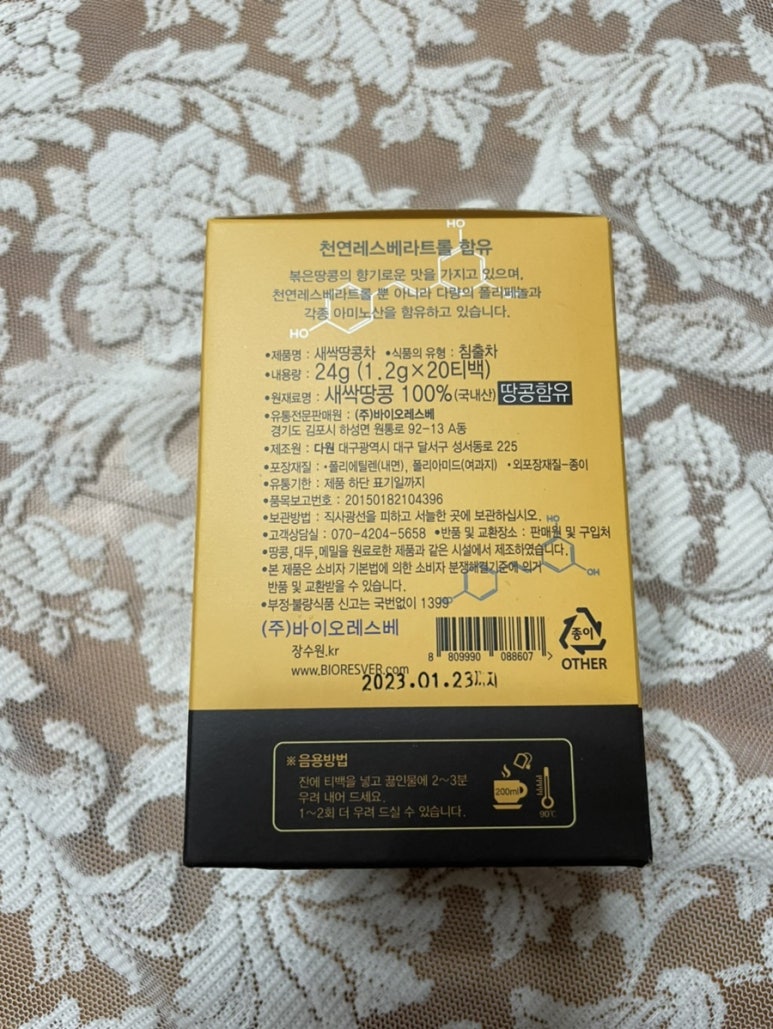 HO
천연레스베라트롤 함유
볶은땅콩의 향기로운 맛을 가지고 있으며,
천연레스베라트롤 뿐 아니라 다량의 폴리페놀과
각종 아미노산을 함유하고 있습니다.
HO
•제품명 : 새싹땅콩차 •식품의 유형 : 침출차
•내용량 : 24g (1.2g×20티백)
•원재료명 : 새싹땅콩 100%(국내산) 땅콩함유
•유통전문판매원 : (주)바이오레스베
경기도 김포시 하성면 원통로 92-13 A동
•제조원 : 다원 대구광역시 대구 달서구 성서동로 225
•포장재질 : •폴리에틸렌(내면), 폴리아미드(여과지) •외포장재질-종이
•유통기한 : 제품 하단 표기일까지
•품목보고번호 : 20150182104396
•보관방법 : 직사광선을 피하고 서늘한 곳에 보관하십시오.
HO
•고객상담실 : 070-4204-5658 •반품 및 교환장소 : 판매원 및 구입처
•땅콩,대두,메밀을 원료로한 제품과 같은 시설에서 제조하였습니다.
•본 제품은 소비자 기본법에 의한 소비자 분쟁해결기준에 의거
OH
반품 및 교환받을 수 있습니다.
•부정·불량식품 신고는 국번없이 1399
(주)바이오레스베
장수원.kr
www.BIORESVER.com
8 809990 088607 >
종이
OTHER
2023.01.23까지
※ 음용방법
잔에 티백을 넣고 끓인물에 2~3분
우려 내어 드세요.
1~2회 더 우려 드실 수 있습니다.
200ml
90℃